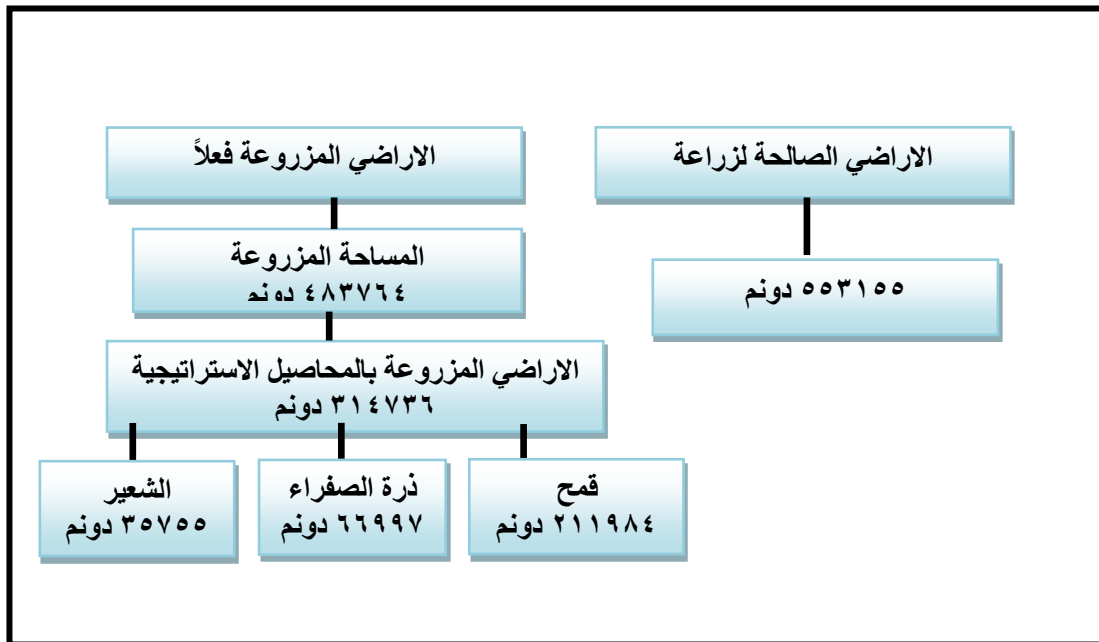 الاراضي الصالحة لزراعة
٥٥٣١٥٥ دونم
الاراضي المزروعة فعلاً
المساحة المزروعة
٤٨٣٧٦٤ دونم
الاراضي المزروعة بالمحاصيل الاستراتيجية
٣١٤٧٣٦ دونم
قمح
٢١١٩٨٤ دونم
ذرة الصفراء
٦٦٩٩٧ دونم
الشعير
٣٥٧٥٥ دونم